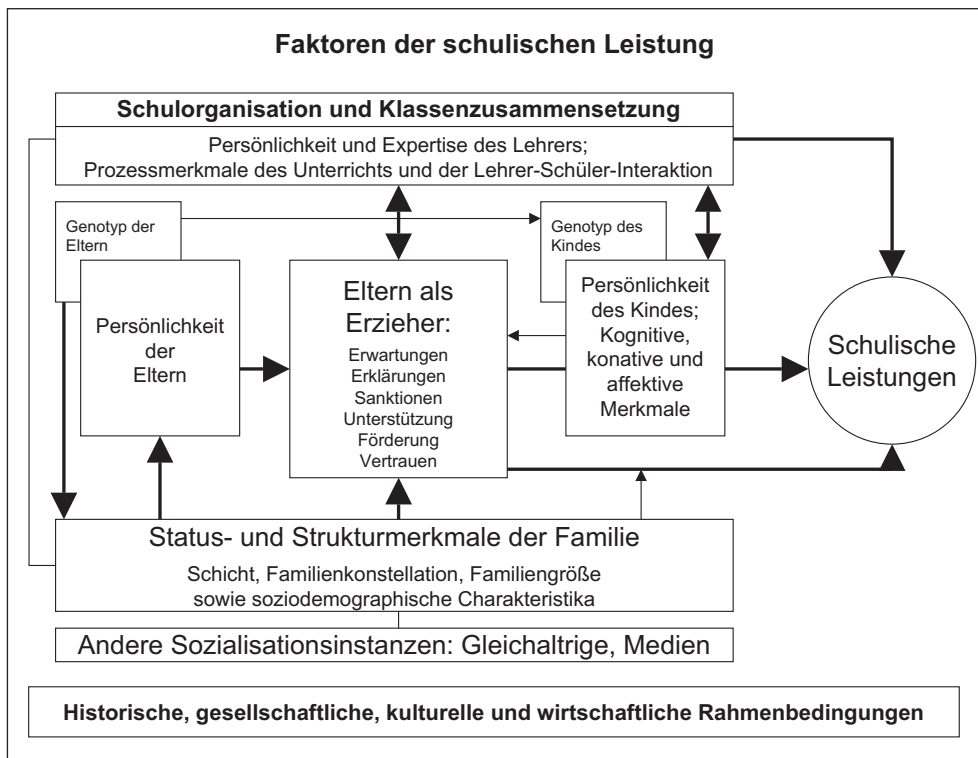 Faktoren der schulischen Leistung
Schulorganisation und Klassenzusammensetzung
Persönlichkeit und Expertise des Lehrers;
Prozessmerkmale des Unterrichts und der Lehrer-Schüler-Interaktion
Genotyp der
Eltern
Persönlichkeit
der
Eltern
Eltern als
Erzieher:
Erwartungen
Erklärungen
Sanktionen
Unterstützung
Förderung
Vertrauen
Genotyp des
Kindes
Persönlichkeit
des Kindes;
Kognitive,
konative und
affektive
Merkmale
Schulische
Leistungen
Status- und Strukturmerkmale der Familie
Schicht, Familienkonstellation, Familiengröße
sowie soziodemographische Charakteristika
Andere Sozialisationsinstanzen: Gleichaltrige, Medien
Historische, gesellschaftliche, kulturelle und wirtschaftliche Rahmenbedingungen